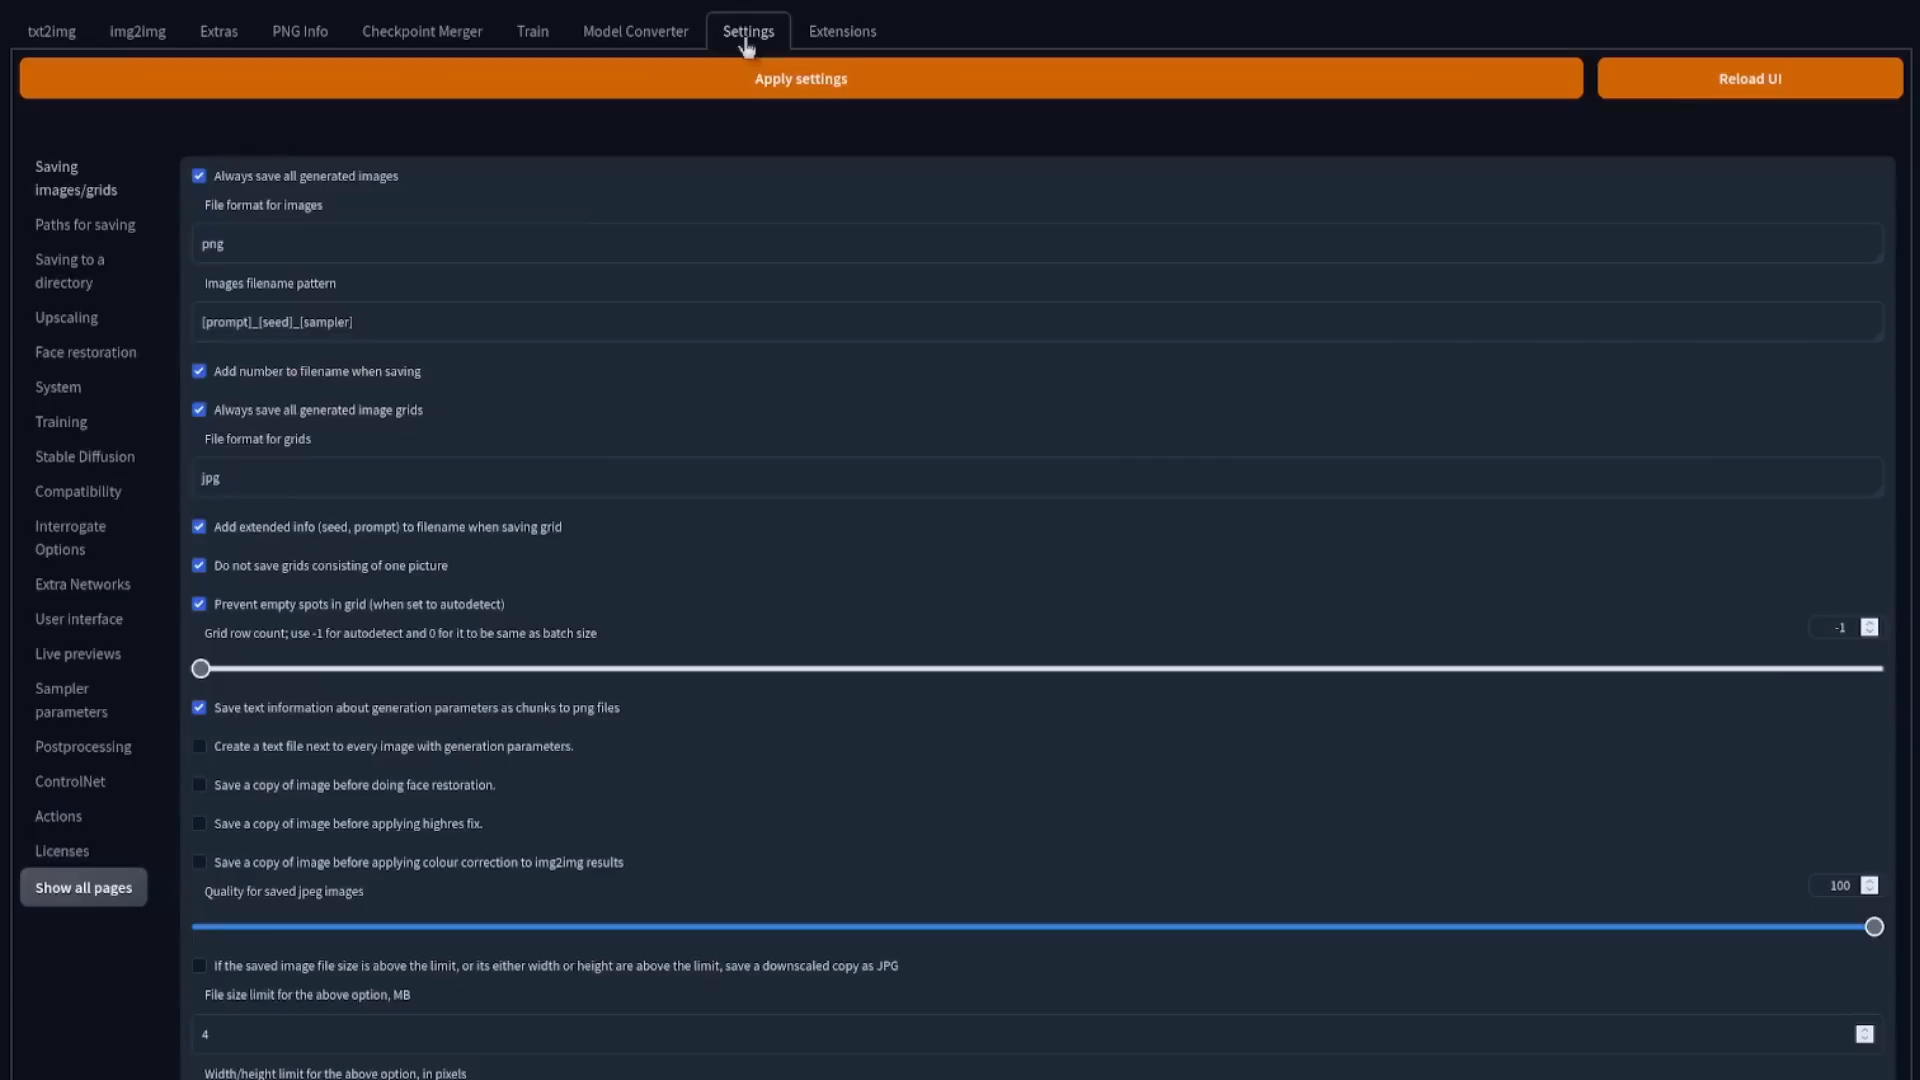 txt2img
img2img
Extras
PNG Info
Checkpoint Merger
Train
Model Converter
Settings
Extensions
Apply settings
Reload UI
Saving
images/grids
Paths for saving
Saving to a
directory
Upscaling
Face restoration
System
Training
Stable Diffusion
Compatibility
Interrogate
Options
Extra Networks
User interface
Live previews
Sampler
parameters
Postprocessing
ControlNet
Actions
Licenses
Show all pages
Always save all generated images
File format for images
png
Images filename pattern
[prompt]_[seed]_[sampler]
Add number to filename when saving
Always save all generated image grids
File format for grids
jpg
Add extended info (seed, prompt) to filename when saving grid
Do not save grids consisting of one picture
Prevent empty spots in grid (when set to autodetect)
Grid row count; use -1 for autodetect and 0 for it to be same as batch size
-1
Save text information about generation parameters as chunks to png files
Create a text file next to every image with generation parameters.
Save a copy of image before doing face restoration.
Save a copy of image before applying highres fix.
Save a copy of image before applying colour correction to img2img results
Quality for saved jpeg images
100
If the saved image file size is above the limit, or its either width or height are above the limit, save a downscaled copy as JPG
File size limit for the above option, MB
4
Width/height limit for the above option, in pixels